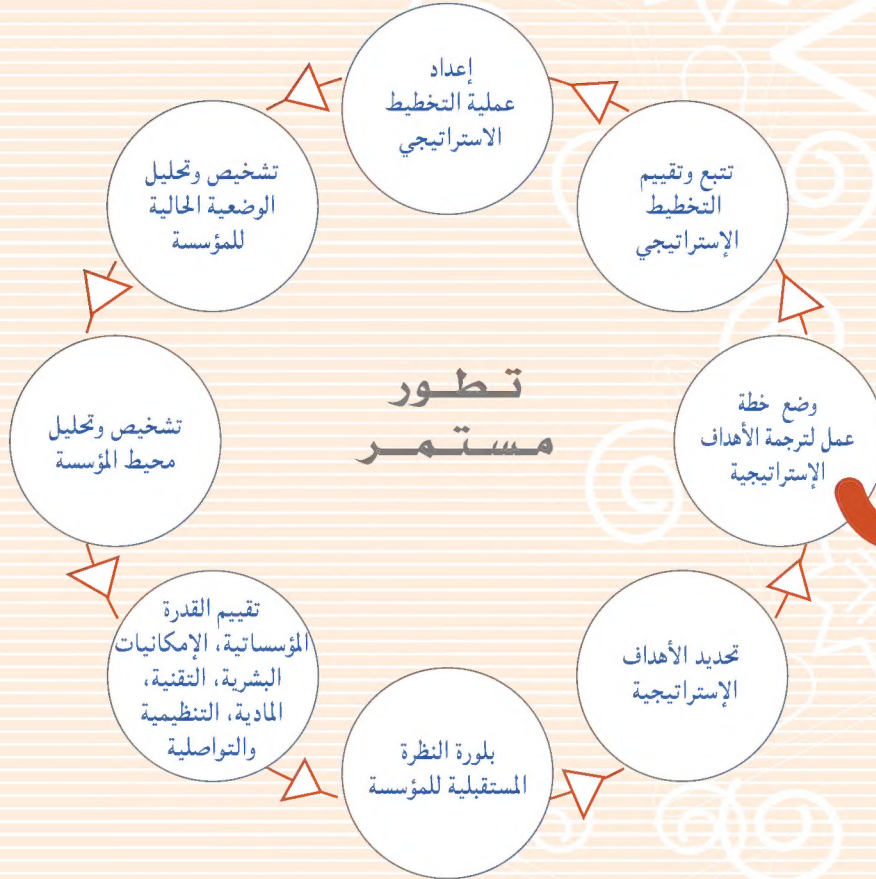 إعداد
عملية التخطيط
الاستراتيجي
تشخيص وتحليل
الوضعية الحالية
للمؤسسة
تشخيص وتحليل
محيط المؤسسة
تقييم القدرة
المؤسساتية، الإمكانيات
البشرية، التقنية،
المادية، التنظيمية
والتواصلية
بلورة النظرة
المستقبلية للمؤسسة
تحديد الأهداف
الإستراتيجية
وضع خطة
عمل لترجمة الأهداف
الإستراتيجية
تتبع وتقييم
التخطيط
الإستراتيجي
تطور
مستمر